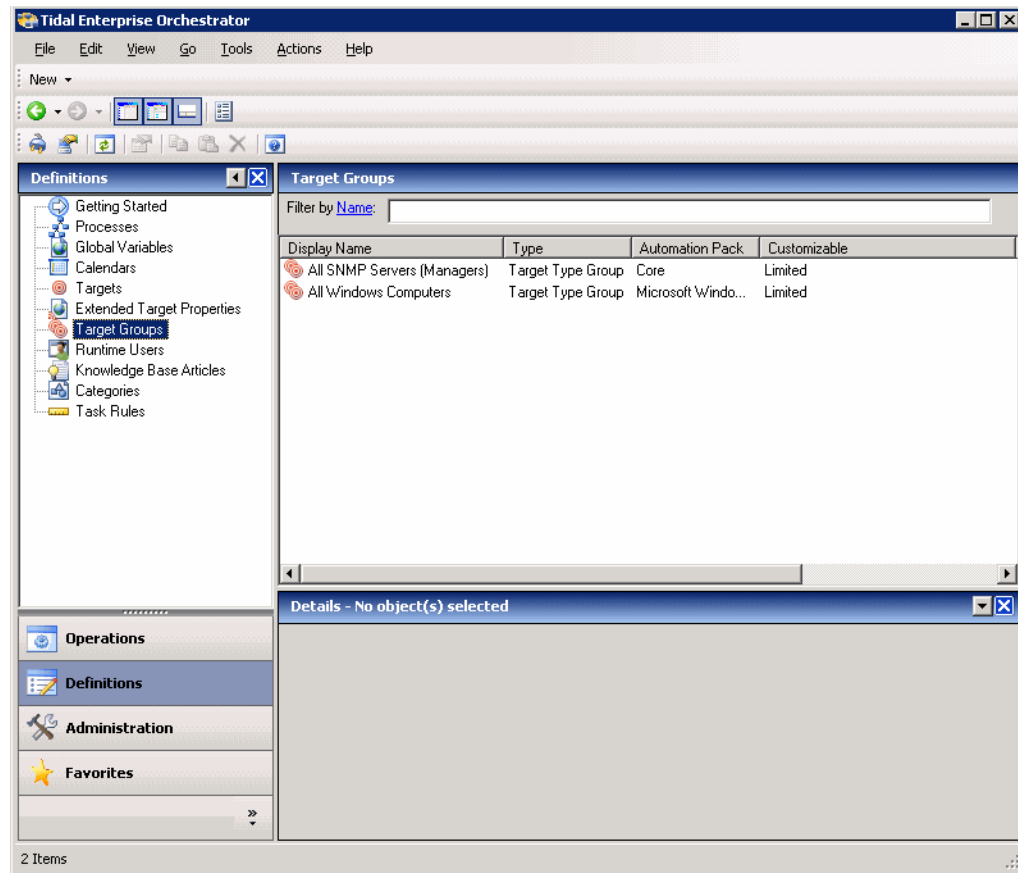 Tidal Enterprise Orchestrator
File Edit View Go Tools Actions Help
New
Definitions
Getting Started
Processes
Global Variables
Calendars
Targets
Extended Target Properties
Target Groups
Runtime Users
Knowledge Base Articles
Categories
Task Rules
Operations
Definitions
Administration
Favorites
Target Groups
Filter by Name:
Display Name Type Automation Pack Customizable
All SNMP Servers (Managers) Target Type Group Core Limited
All Windows Computers Target Type Group Microsoft Windo... Limited
Details - No object(s) selected
2 Items